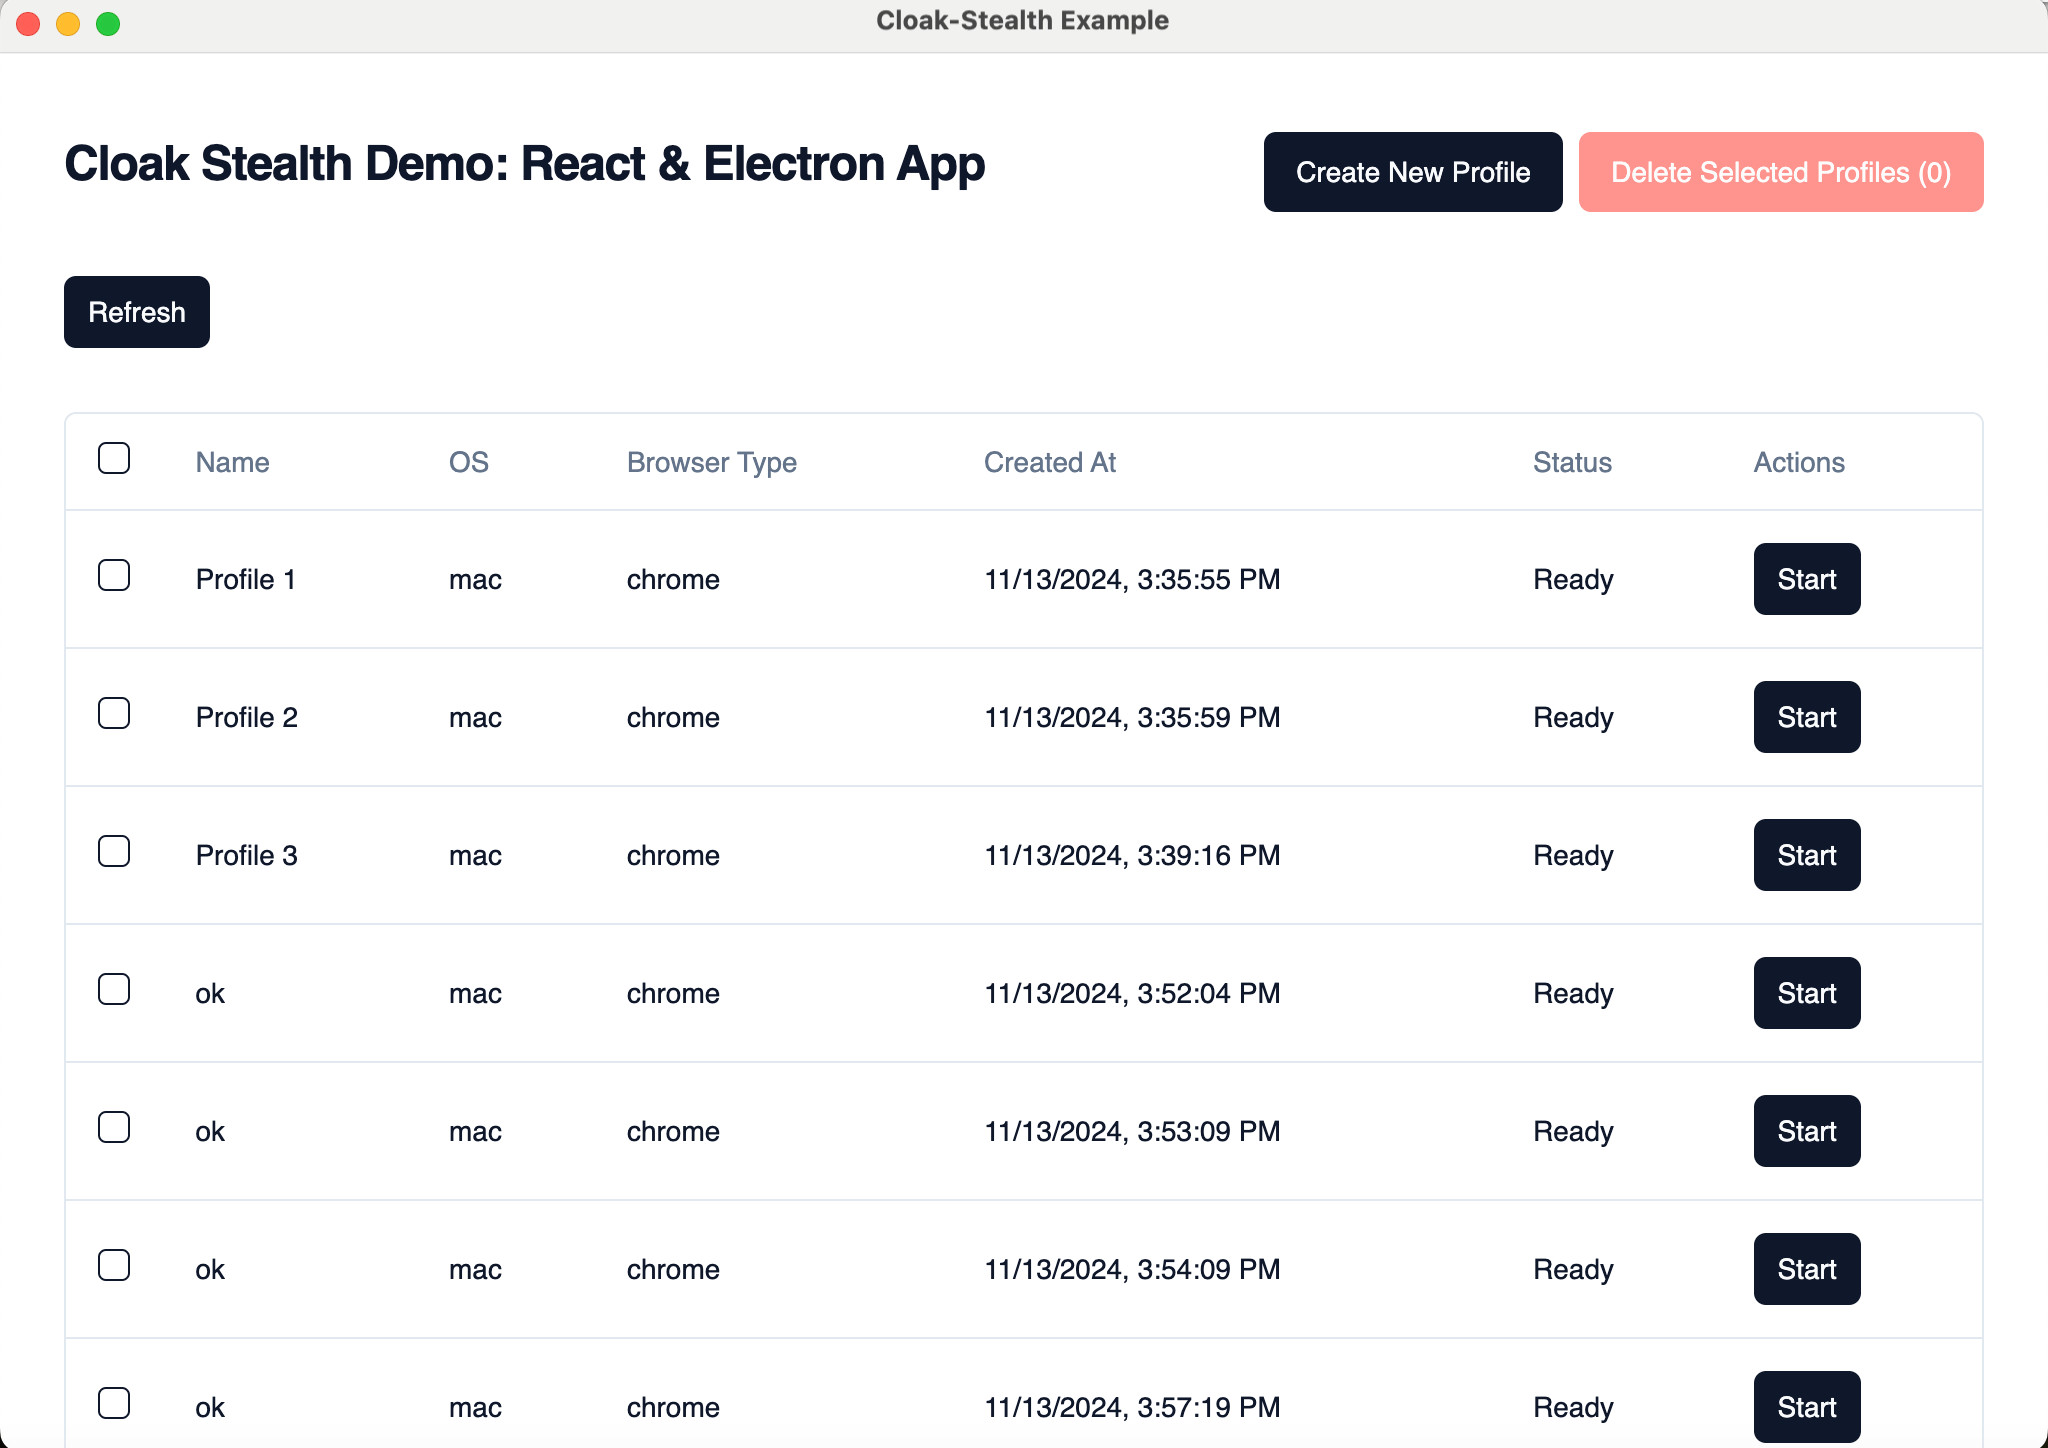 Cloak-Stealth Example
Cloak Stealth Demo: React & Electron App
Create New Profile
Delete Selected Profiles (0)
Refresh
Name OS Browser Type Created At Status Actions
Profile 1 mac chrome 11/13/2024, 3:35:55 PM Ready Start
Profile 2 mac chrome 11/13/2024, 3:35:59 PM Ready Start
Profile 3 mac chrome 11/13/2024, 3:39:16 PM Ready Start
ok mac chrome 11/13/2024, 3:52:04 PM Ready Start
ok mac chrome 11/13/2024, 3:53:09 PM Ready Start
ok mac chrome 11/13/2024, 3:54:09 PM Ready Start
ok mac chrome 11/13/2024, 3:57:19 PM Ready Start